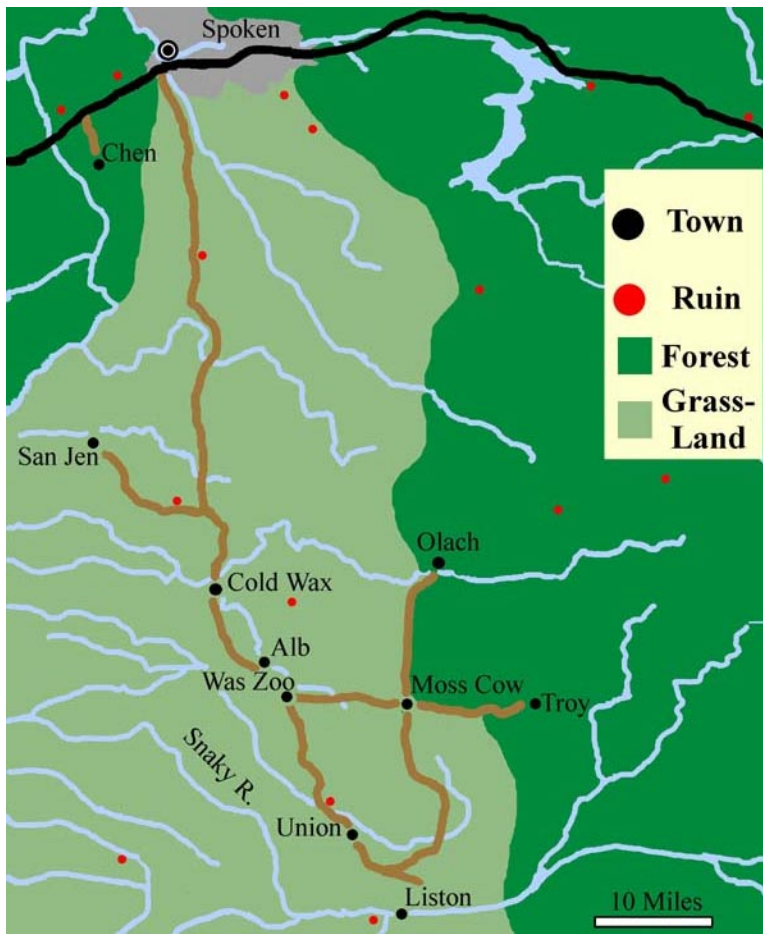 Spoken
Chen
Town
Ruin
Forest
Grass-
Land
San Jen
Olach
Cold Wax
Alb
Was Zoo
Moss Cow
Troy
Snaky R.
Union
Liston
10 Miles